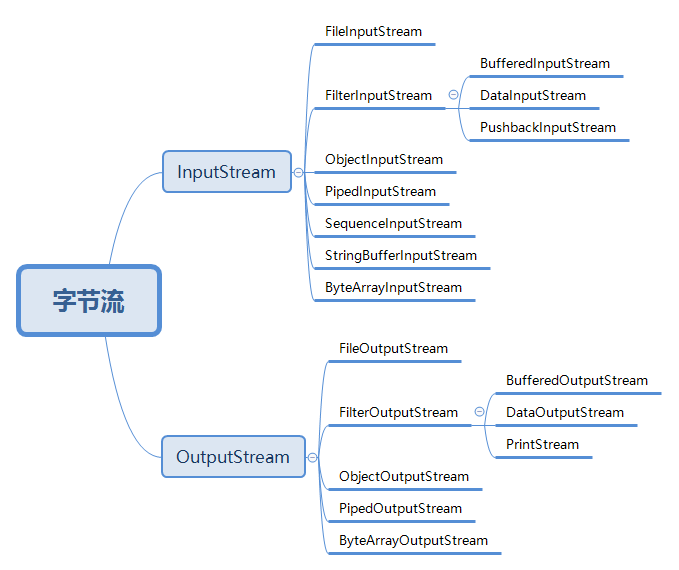 字节流
InputStream
FileInputStream
FilterInputStream
BufferedInputStream
DataInputStream
PushbackInputStream
ObjectInputStream
PipedInputStream
SequenceInputStream
StringBufferInputStream
ByteArrayInputStream
OutputStream
FileOutputStream
FilterOutputStream
BufferedOutputStream
DataOutputStream
PrintStream
ObjectOutputStream
PipedOutputStream
ByteArrayOutputStream